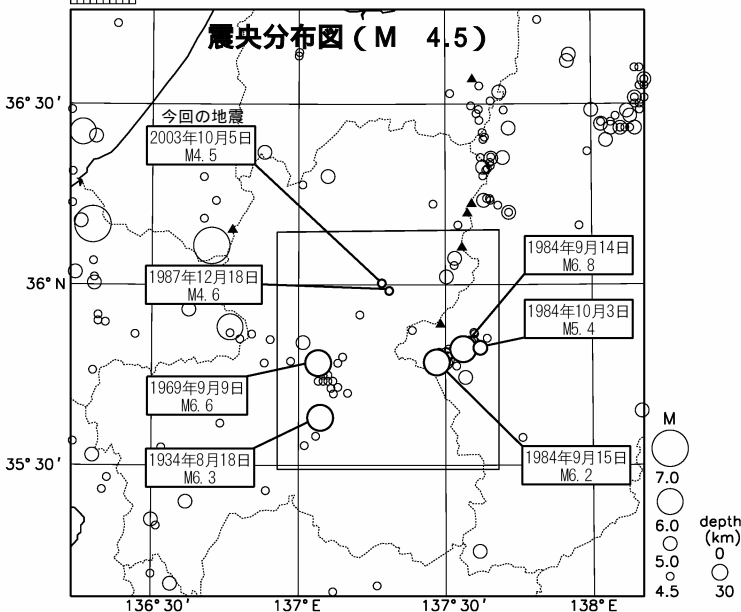 震央分布図（M　4.5）
36°30'
今回の地震
2003年10月5日
M4.5
1984年9月14日
M6.8
36°N
1987年12月18日
M4.6
1984年10月3日
M5.4
1969年9月9日
M6.6
1934年8月18日
M6.3
1984年9月15日
M6.2
35°30'
M
7.0
6.0
5.0
4.5
depth
(km)
0
30
136°30'
137°E
137°30'
138°E